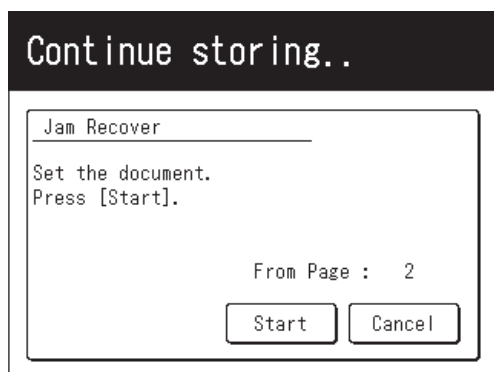 Continue storing..
Jam Recover
Set the document.
Press [Start].
From Page : 2
Start Cancel